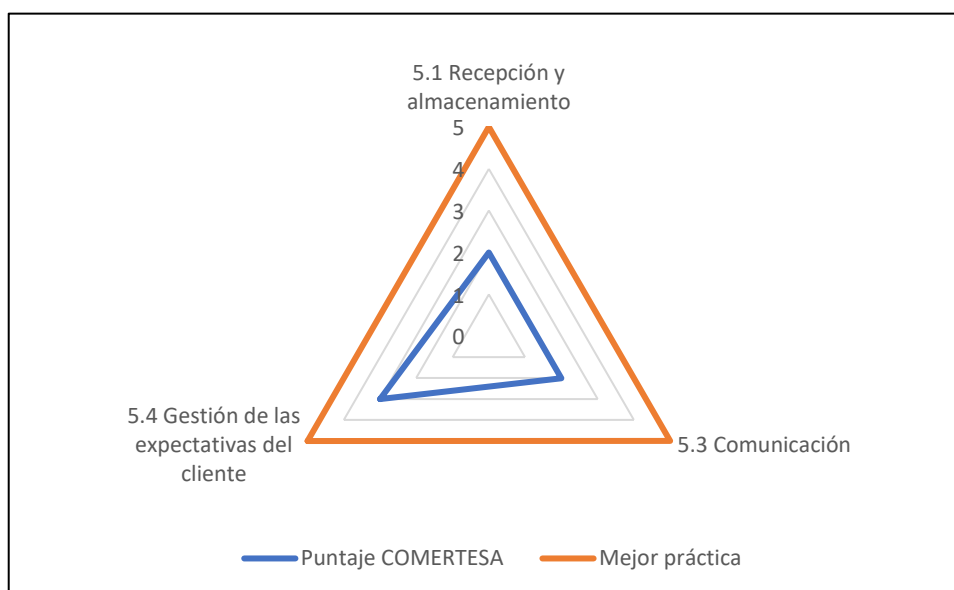 5.1 Recepción y
almacenamiento
5
4
3
2
1
0
5.4 Gestión de las
expectativas del
cliente
5.3 Comunicación
Puntaje COMERTESA
Mejor práctica